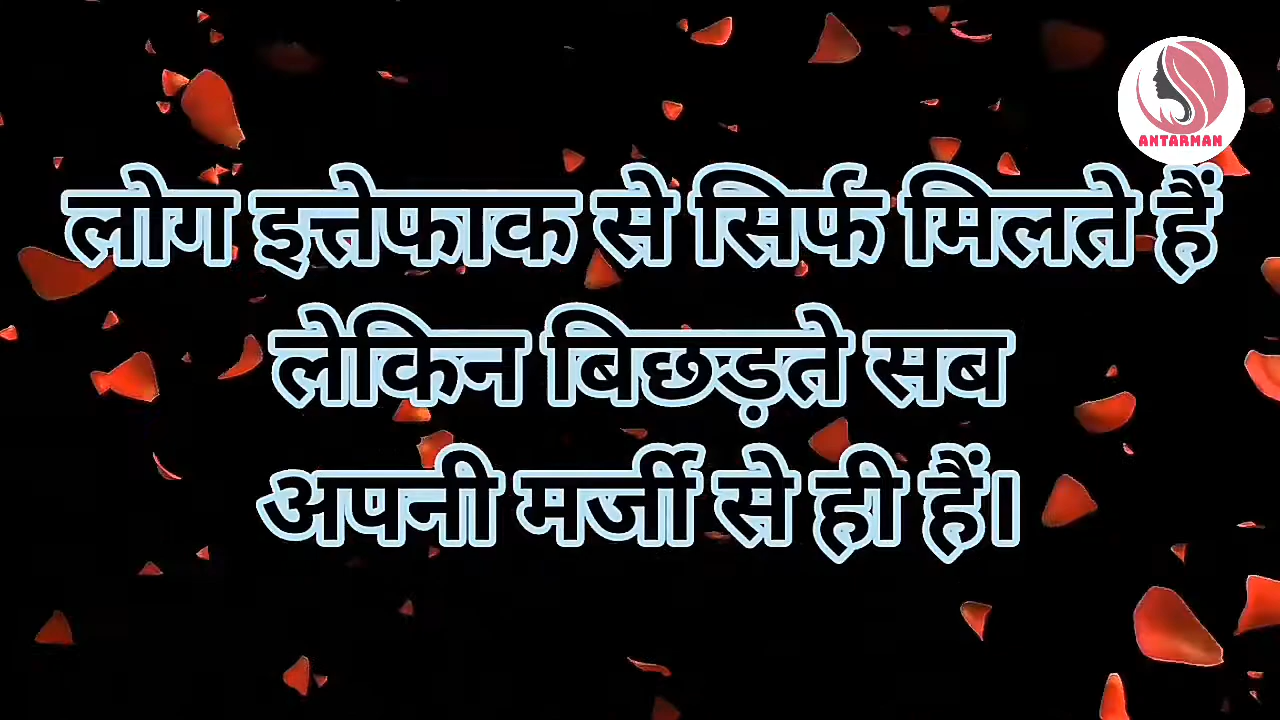 ANTARMAN
लोग इत्तेफाक से सिर्फ मिलते हैं
लेकिन बिछड़ते सब
अपनी मर्जी से ही हैं।